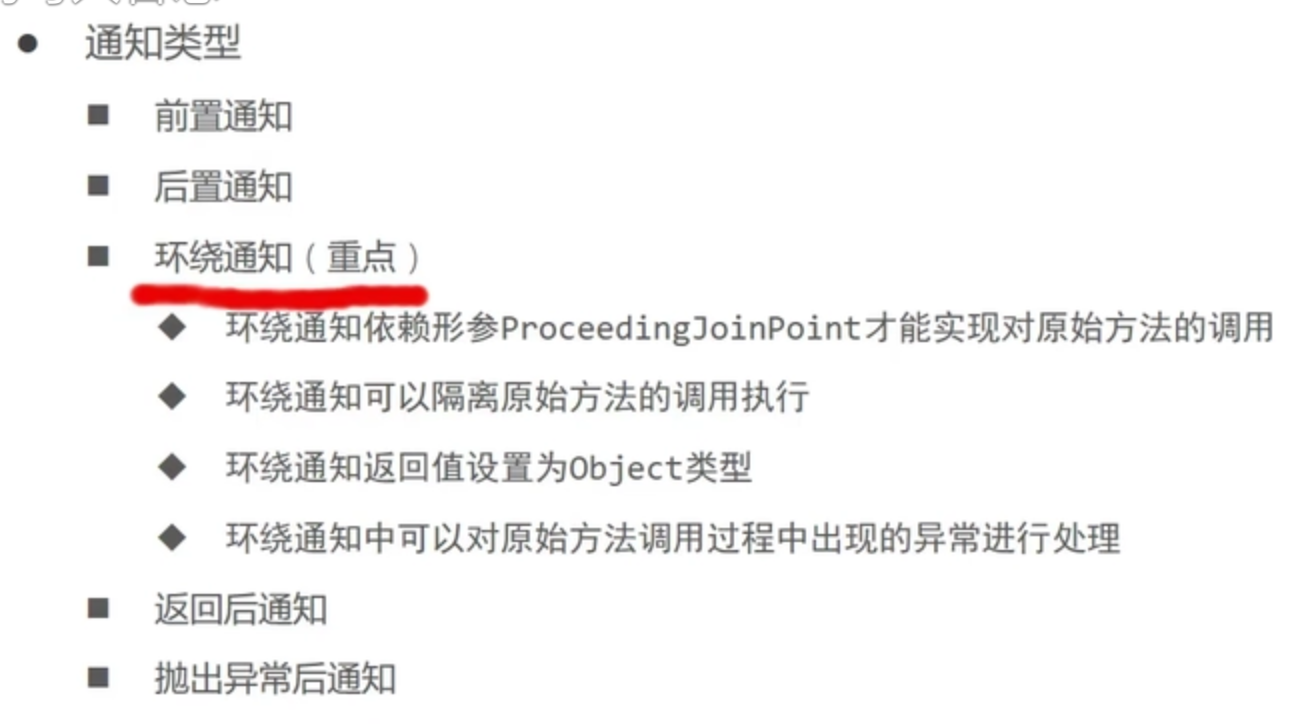 通知类型
前置通知
后置通知
环绕通知（重点）
环绕通知依赖形参ProceedingJoinPoint才能实现对原始方法的调用
环绕通知可以隔离原始方法的调用执行
环绕通知返回值设置为Object类型
环绕通知中可以对原始方法调用过程中出现的异常进行处理
返回后通知
抛出异常后通知